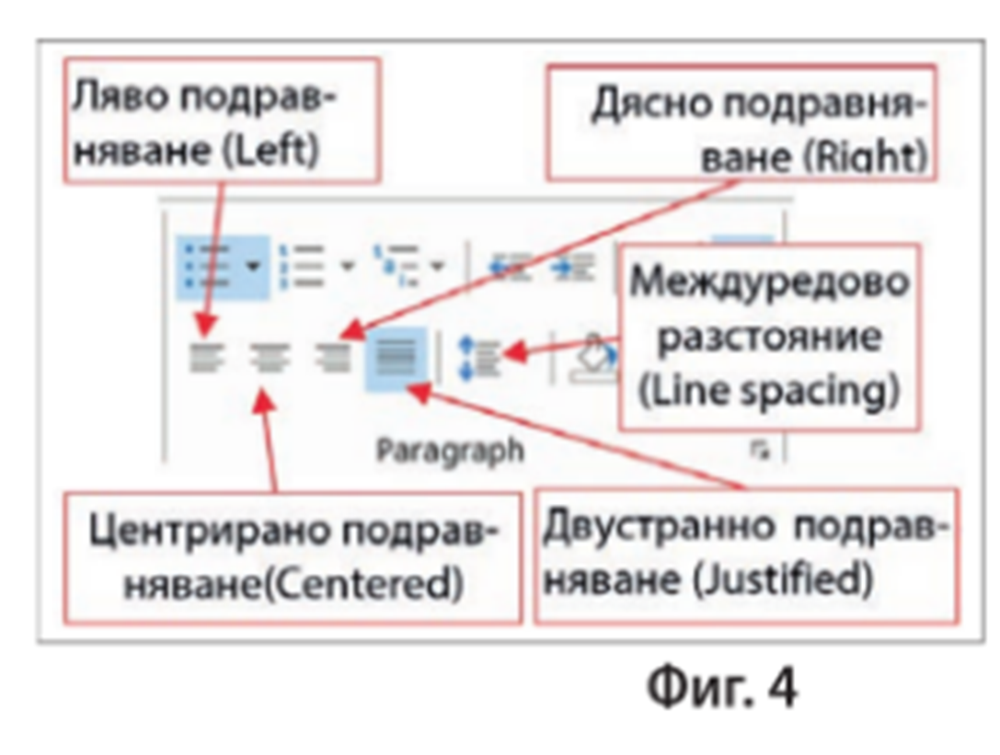 Ляво подрав-
няване (Left)
Дясно подравня-
ване (Right)
Междуредово
разстояние
(Line spacing)
Paragraph
Центрирано подрав-
няване(Centered)
Двустранно подрав-
няване (Justified)
Фиг. 4